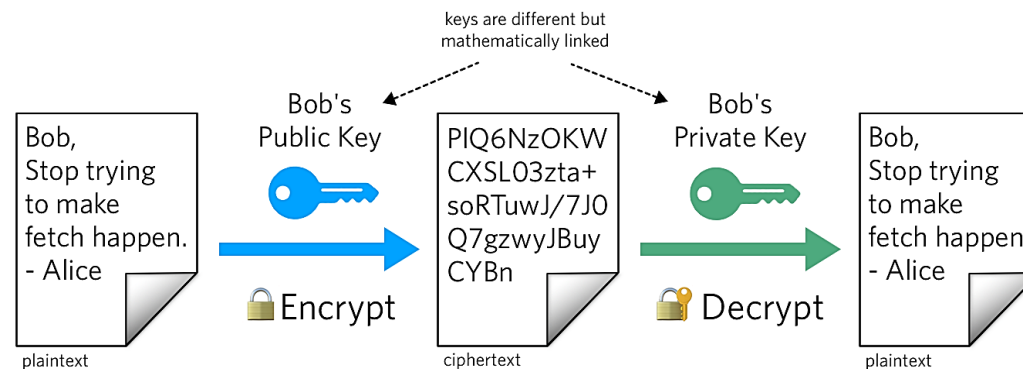 keys are different but
mathematically linked
Bob,
Stop trying
to make
fetch happen.
- Alice
plaintext
Bob's
Public Key
Encrypt
PlQ6NzOKW
CXSL03zta+
soRTuwJ/7J0
Q7gzwyJBuy
CYBn
ciphertext
Bob's
Private Key
Decrypt
Bob,
Stop trying
to make
fetch happen
- Alice
plaintext